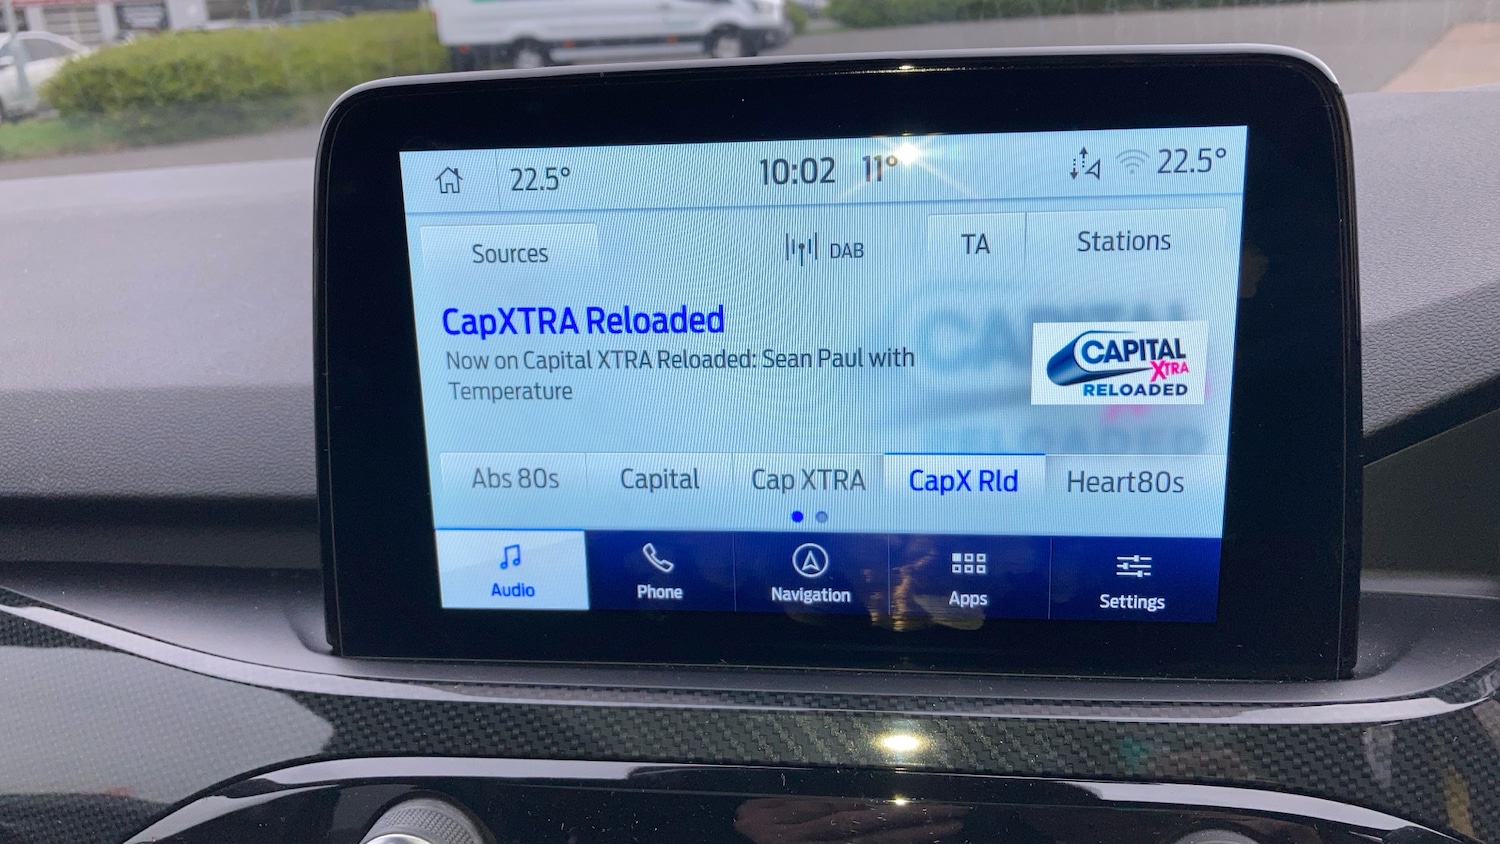 22.5° 10:02 11° 22.5°
Sources DAB TA Stations
CapXTRA Reloaded
Now on Capital XTRA Reloaded: Sean Paul with
Temperature
CAPITAL
XTRA
RELOADED
Abs 80s Capital Cap XTRA CapX Rld Heart80s
Audio Phone Navigation Apps Settings